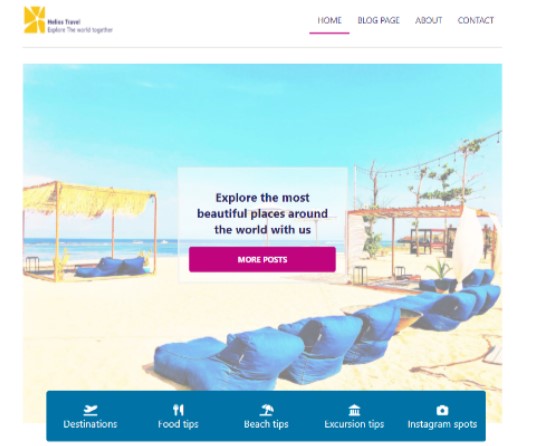 Helios Travel
Explore The world together
HOME BLOG PAGE ABOUT CONTACT
Explore the most
beautiful places around
the world with us
MORE POSTS
Destinations Food tips Beach tips Excursion tips Instagram spots